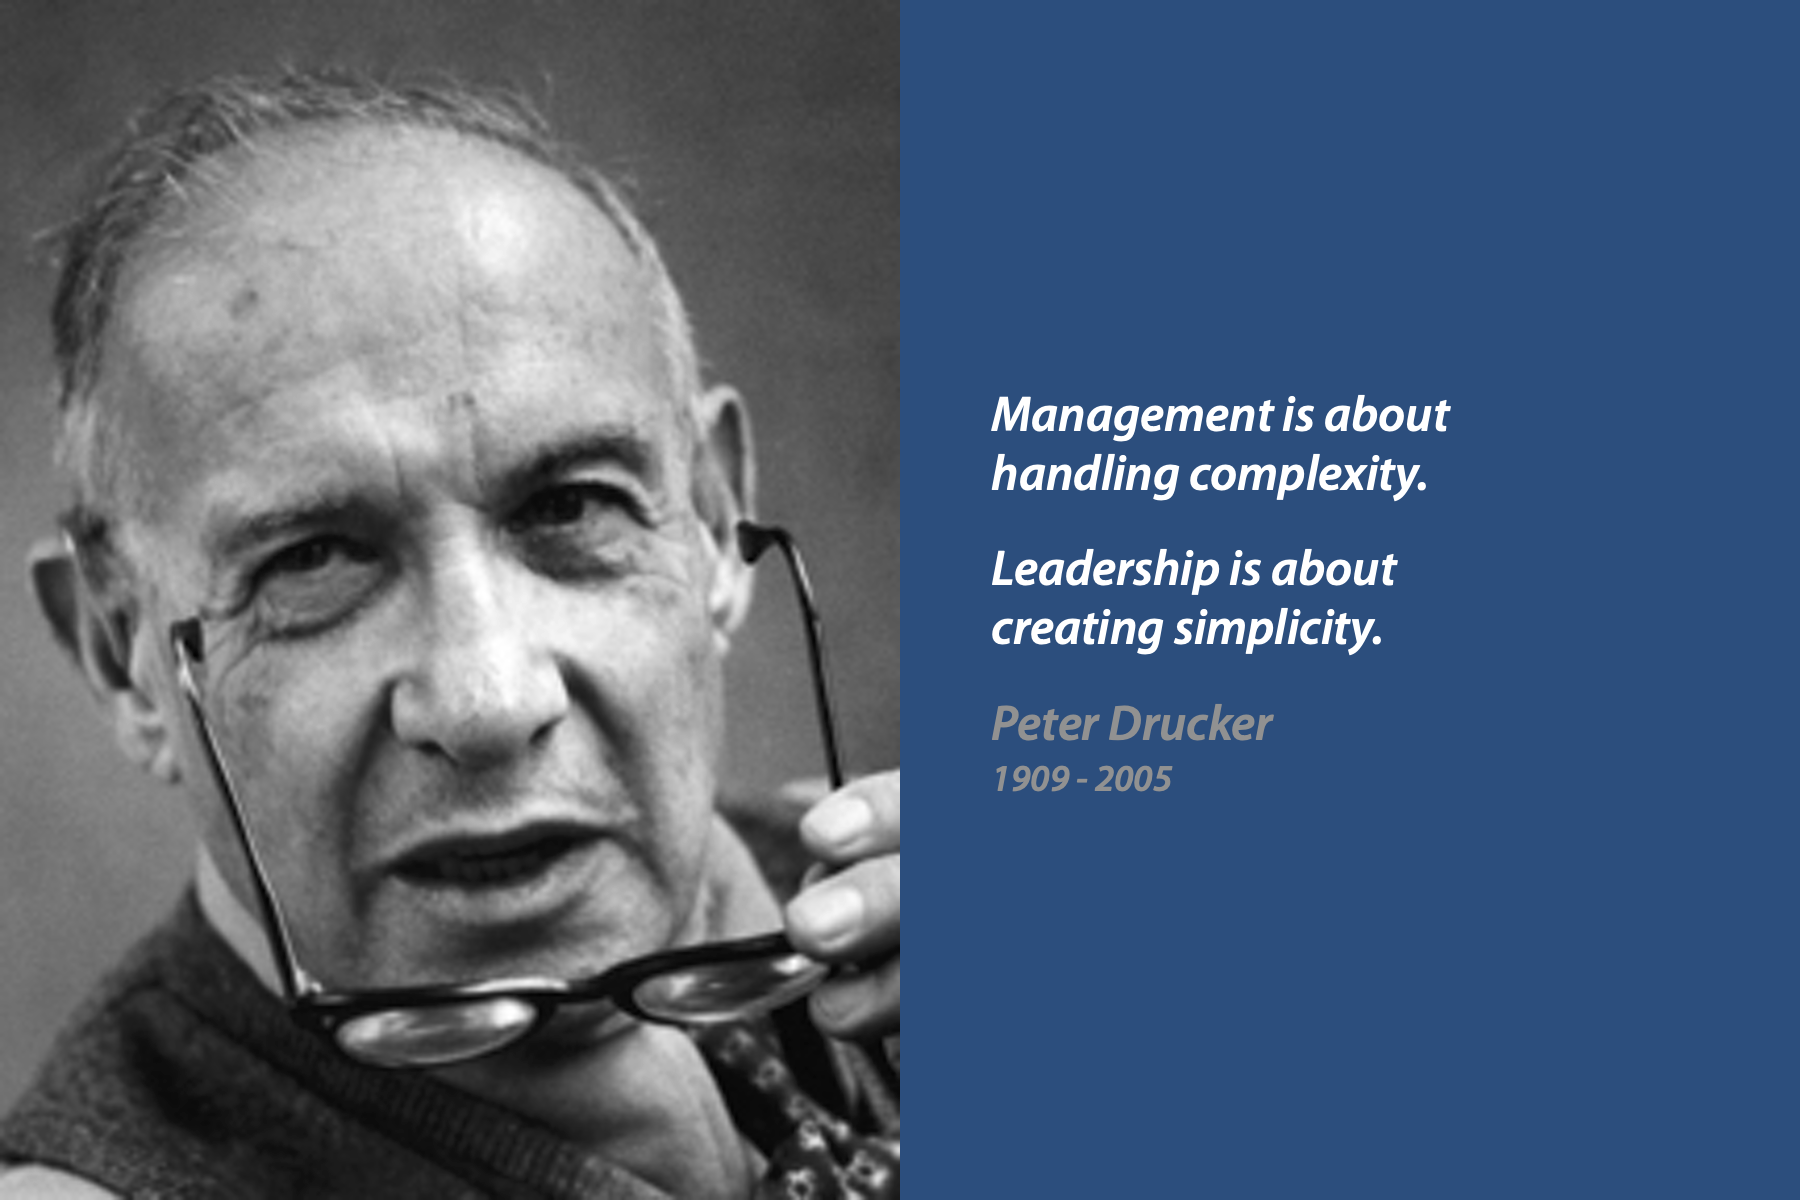 Management is about
handling complexity.
Leadership is about
creating simplicity.
Peter Drucker
1909 - 2005